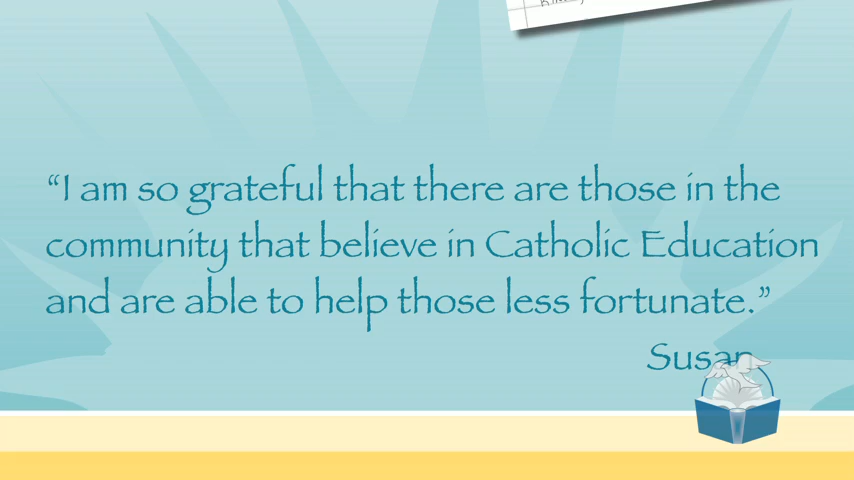 “I am so grateful that there are those in the
community that believe in Catholic Education
and are able to help those less fortunate.”
Susan